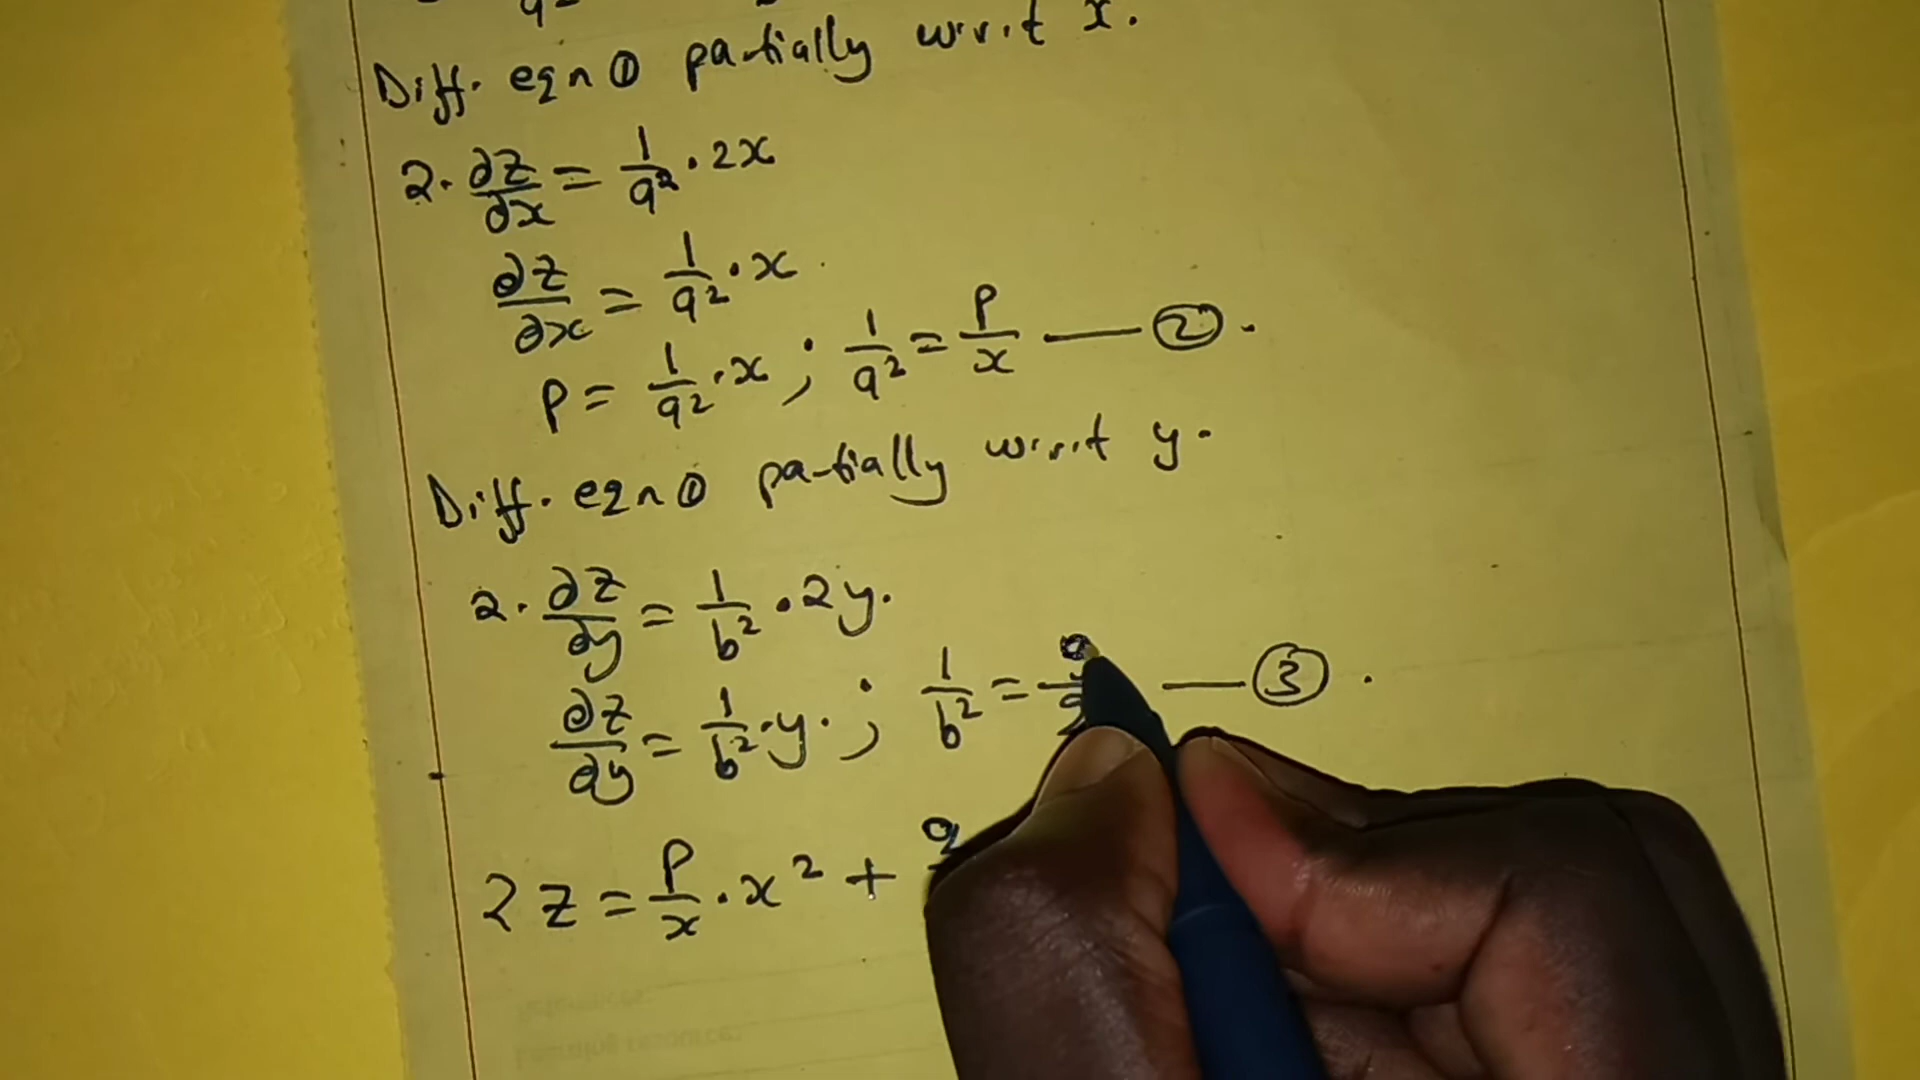 a²
Diff. eqn ① partially w.r.t x.
2. ∂z/∂x = 1/a² . 2x
∂z/∂x = 1/a² . x
p = 1/a² . x ; 1/a² = p/x — ②.
Diff. eqn ① partially w.r.t y.
2. ∂z/∂y = 1/b² . 2y.
∂z/∂y = 1/b² . y. ; 1/b² = q/y — ③.
2z = p/x . x² + q